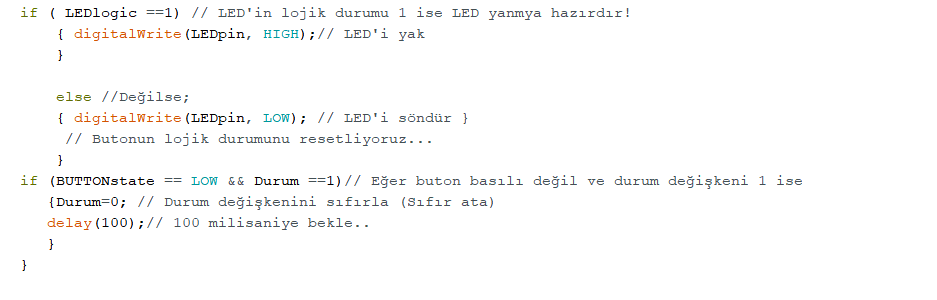 if ( LEDlogic ==1) // LED'in lojik durumu 1 ise LED yanmya hazırdır!
{ digitalWrite(LEDpin, HIGH);// LED'i yak
}
else //Değilse;
{ digitalWrite(LEDpin, LOW); // LED'i söndür }
// Butonun lojik durumunu resetliyoruz...
}
if (BUTTONstate == LOW && Durum ==1)// Eğer buton basılı değil ve durum değişkeni 1 ise
{Durum=0; // Durum değişkenini sıfırla (Sıfır ata)
delay(100);// 100 milisaniye bekle..
}
}